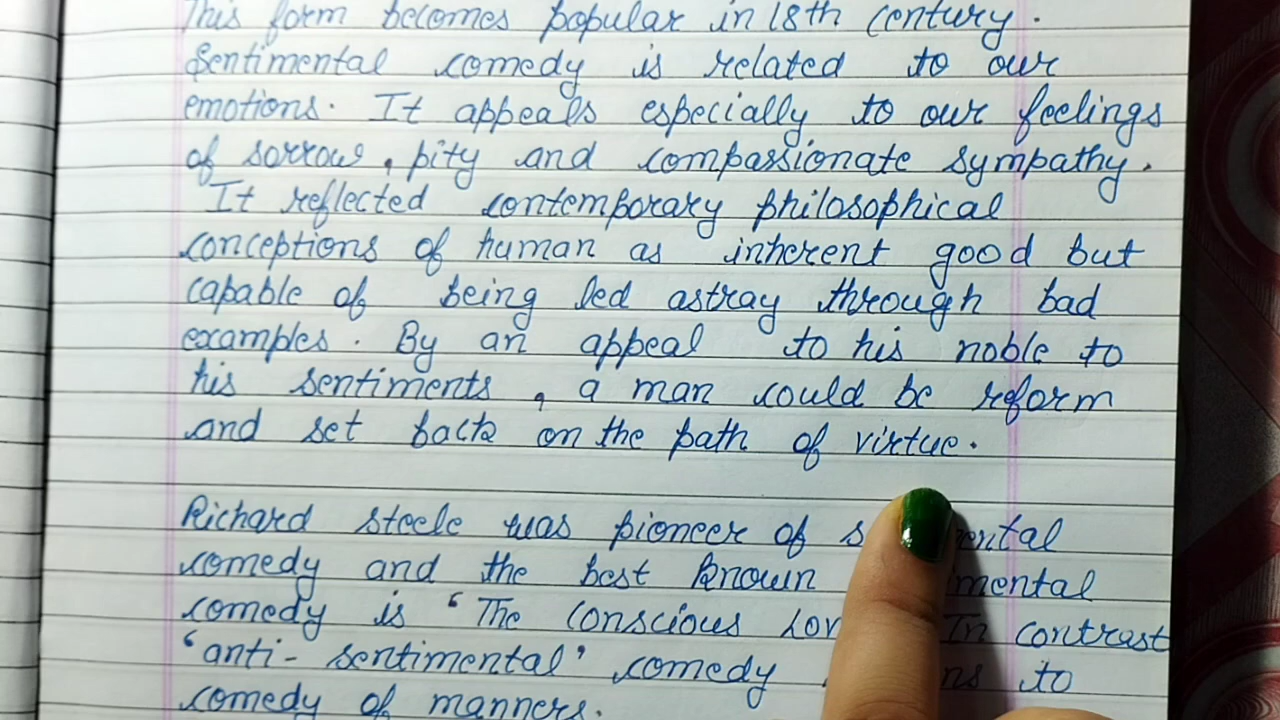 This form becomes popular in 18th century.
Sentimental comedy is related to our
emotions. It appeals especially to our feelings
of sorrow, pity and compassionate sympathy.
It reflected contemporary philosophical
conceptions of human as inherent good but
capable of being led astray through bad
examples. By an appeal to his noble to
his sentiments, a man could be reform
and set back on the path of virtue.
Richard steele was pioneer of
comedy and the best known
comedy is 'The Conscious In contrast
'anti-sentimental' comedy to
comedy of manners.